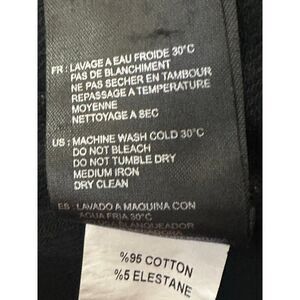 FR : LAVAGE A EAU FROIDE 30°C
PAS DE BLANCHIMENT
NE PAS SECHER EN TAMBOUR
REPASSAGE A TEMPERATURE
MOYENNE
NETTOYAGE A SEC
US : MACHINE WASH COLD 30°C
DO NOT BLEACH
DO NOT TUMBLE DRY
MEDIUM IRON
DRY CLEAN
ES : LAVADO A MAQUINA CON
AGUA FRIA 30°C
BLANQUEADOR
%95 COTTON
%5 ELESTANE